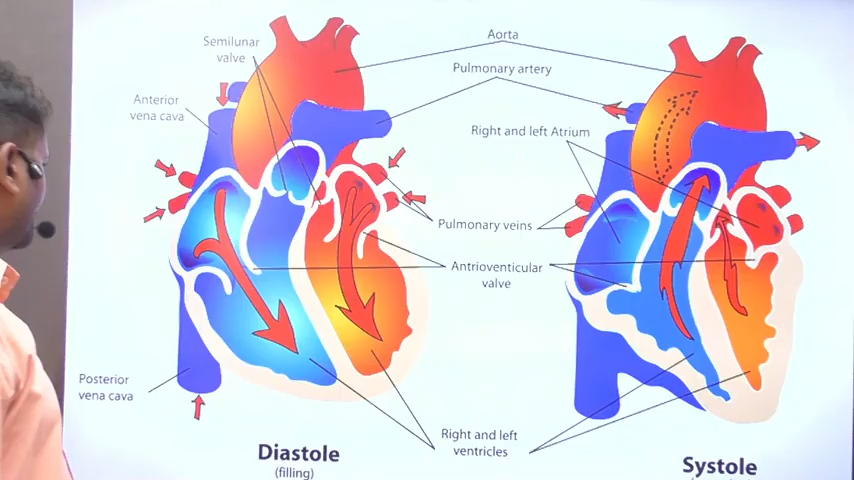 Semilunar
valve
Aorta
Pulmonary artery
Anterior
vena cava
Right and left Atrium
Pulmonary veins
Antrioventicular
valve
Posterior
vena cava
Right and left
ventricles
Diastole
(filling)
Systole